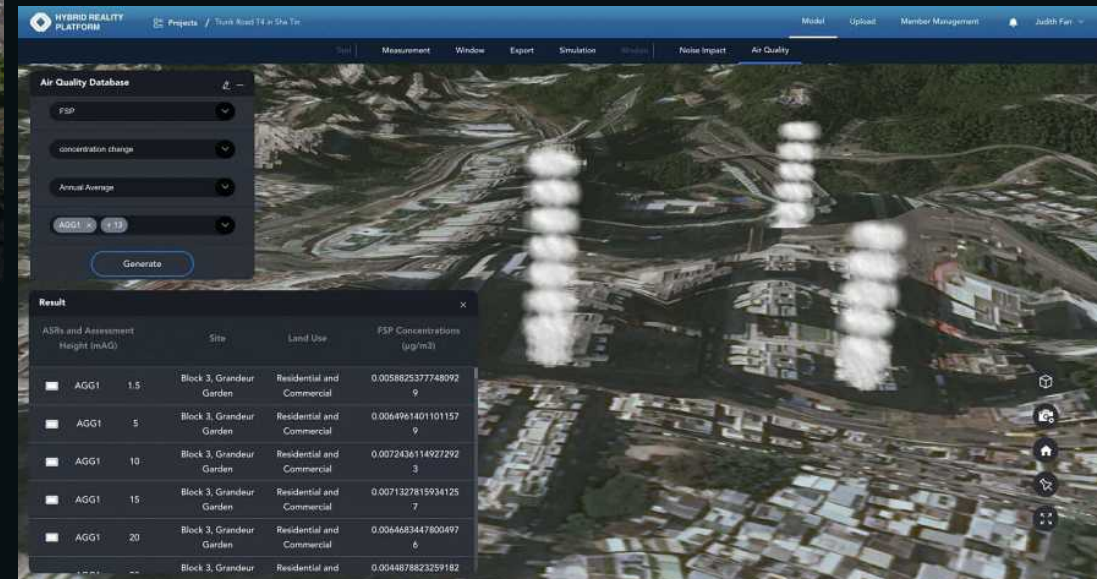 HYBRID REALITY
PLATFORM
Projects / Trunk Road T4 in Sha Tin
Model Upload Member Management Judith Farr
Tool Measurement Window Export Simulation Noise Impact Air Quality
Air Quality Database
FSP
concentration change
Annual Average
AGG1 × + 13
Generate
Result ×
ASRs and Assessment
Height (mAG)
Site
Land Use
FSP Concentrations
(μg/m3)
AGG1 1.5 Block 3, Grandeur Residential and 0.0058825377748092
Garden Commercial 9
AGG1 5 Block 3, Grandeur Residential and 0.0064961401101157
Garden Commercial 9
AGG1 10 Block 3, Grandeur Residential and 0.0072436114927292
Garden Commercial 3
AGG1 15 Block 3, Grandeur Residential and 0.0071327815934125
Garden Commercial 7
AGG1 20 Block 3, Grandeur Residential and 0.0064683447800497
Garden Commercial 6
Block 3, Grandeur Residential and 0.0044878823259182